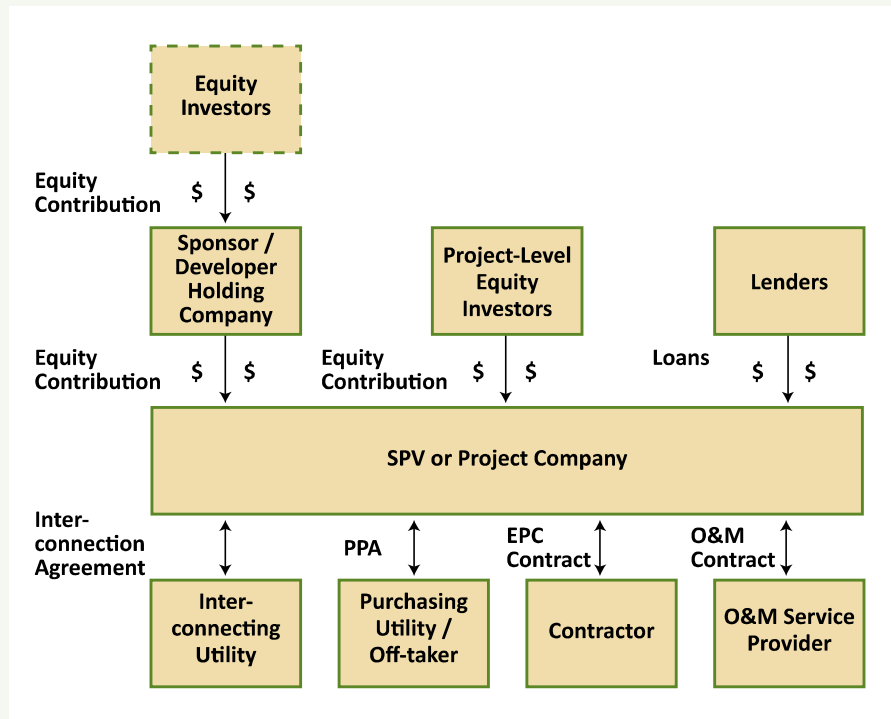 Equity
Investors
Equity
Contribution
$ $
Sponsor /
Developer
Holding
Company
Project-Level
Equity
Investors
Lenders
Equity
Contribution
$ $
Equity
Contribution
$ $
Loans
$ $
SPV or Project Company
Inter-
connection
Agreement
PPA
EPC
Contract
O&M
Contract
Inter-
connecting
Utility
Purchasing
Utility /
Off-taker
Contractor
O&M Service
Provider